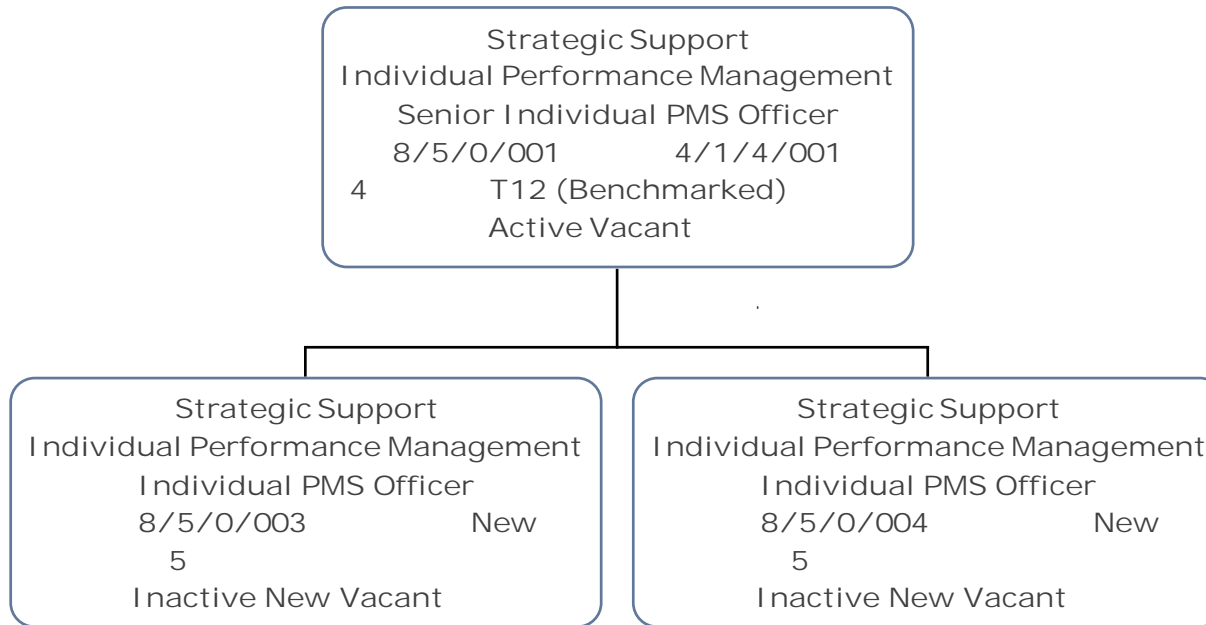 Strategic Support
Individual Performance Management
Senior Individual PMS Officer
8/5/0/001 4/1/4/001
4 T12 (Benchmarked)
Active Vacant
Strategic Support
Individual Performance Management
Individual PMS Officer
8/5/0/003 New
5
Inactive New Vacant
Strategic Support
Individual Performance Management
Individual PMS Officer
8/5/0/004 New
5
Inactive New Vacant